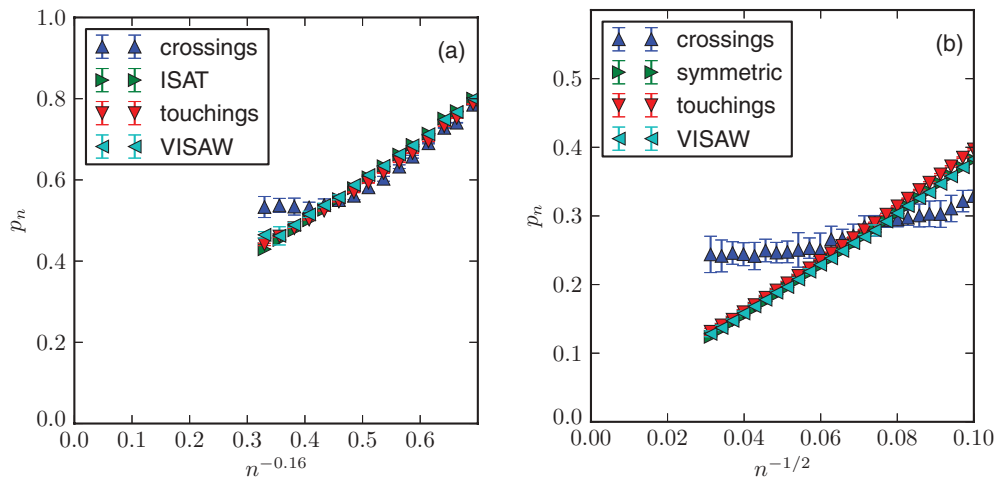 (a)
crossings
ISAT
touchings
VISAW
1.0
0.8
0.6
0.4
0.2
0.0
p_n
0.0 0.1 0.2 0.3 0.4 0.5 0.6
n^{-0.16}
(b)
crossings
symmetric
touchings
VISAW
0.5
0.4
0.3
0.2
0.1
0.0
p_n
0.00 0.02 0.04 0.06 0.08 0.10
n^{-1/2}